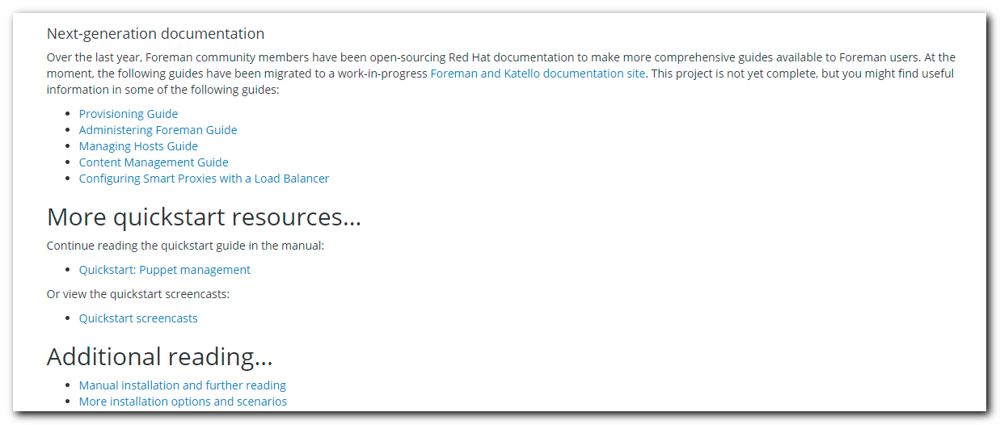 Next-generation documentation
Over the last year, Foreman community members have been open-sourcing Red Hat documentation to make more comprehensive guides available to Foreman users. At the
moment, the following guides have been migrated to a work-in-progress Foreman and Katello documentation site. This project is not yet complete, but you might find useful
information in some of the following guides:
• Provisioning Guide
• Administering Foreman Guide
• Managing Hosts Guide
• Content Management Guide
• Configuring Smart Proxies with a Load Balancer
More quickstart resources...
Continue reading the quickstart guide in the manual:
• Quickstart: Puppet management
Or view the quickstart screencasts:
• Quickstart screencasts
Additional reading...
• Manual installation and further reading
• More installation options and scenarios